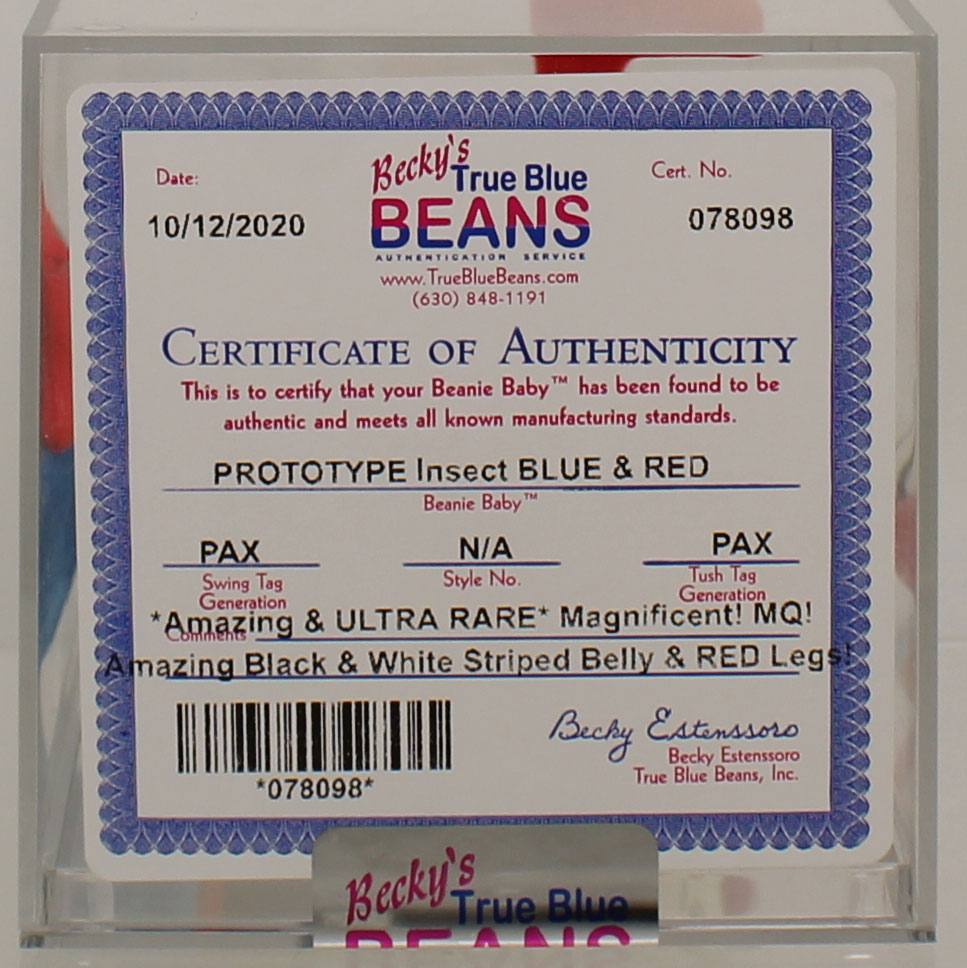 Date:
10/12/2020
Becky's
True Blue
BEANS
AUTHENTICATION SERVICE
www.TrueBlueBeans.com
(630) 848-1191
Cert. No.
078098
CERTIFICATE OF AUTHENTICITY
This is to certify that your Beanie Baby™ has been found to be
authentic and meets all known manufacturing standards.
PROTOTYPE Insect BLUE & RED
Beanie Baby™
PAX N/A PAX
Swing Tag Style No. Tush Tag
Generation Generation
*Amazing & ULTRA RARE* Magnificent! MQ!
Comments
Amazing Black & White Striped Belly & RED Legs!
*078098*
Becky Estenssoro
Becky Estenssoro
True Blue Beans, Inc.
Becky's
True Blue
BEANS